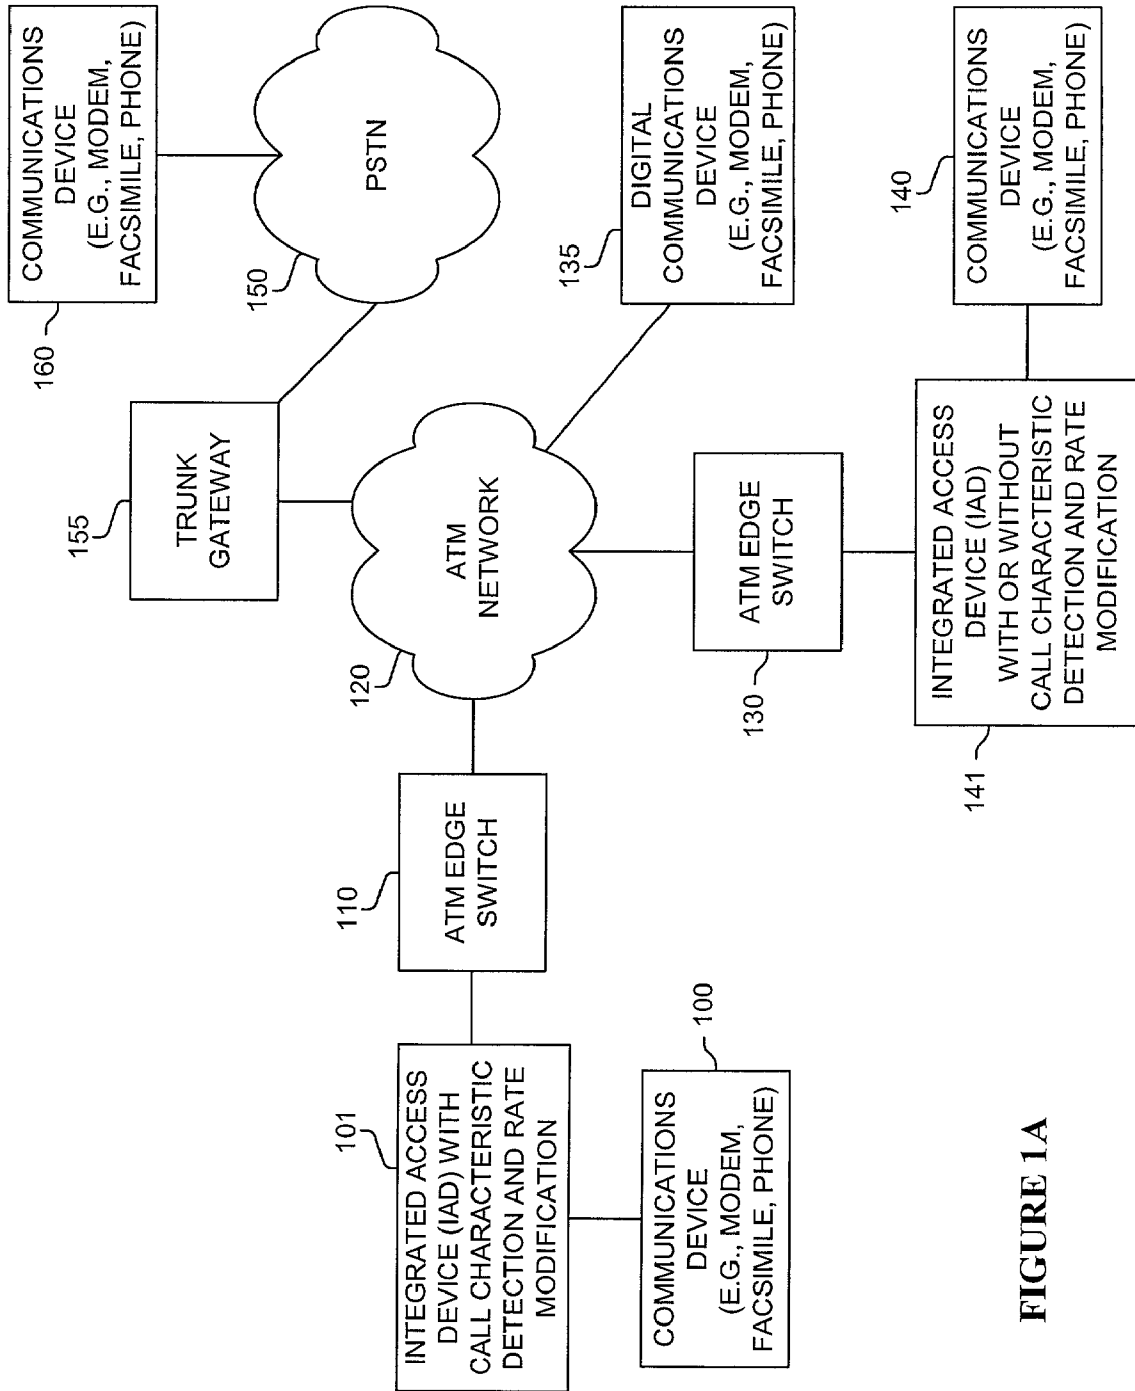 COMMUNICATIONS
DEVICE
(E.G., MODEM,
FACSIMILE, PHONE)
160
PSTN
150
TRUNK
GATEWAY
155
DIGITAL
COMMUNICATIONS
DEVICE
(E.G., MODEM,
FACSIMILE, PHONE)
135
ATM
NETWORK
120
COMMUNICATIONS
DEVICE
(E.G., MODEM,
FACSIMILE, PHONE)
140
ATM EDGE
SWITCH
130
INTEGRATED ACCESS
DEVICE (IAD)
WITH OR WITHOUT
CALL CHARACTERISTIC
DETECTION AND RATE
MODIFICATION
141
ATM EDGE
SWITCH
110
INTEGRATED ACCESS
DEVICE (IAD) WITH
CALL CHARACTERISTIC
DETECTION AND RATE
MODIFICATION
101
COMMUNICATIONS
DEVICE
(E.G., MODEM,
FACSIMILE, PHONE)
100
FIGURE 1A